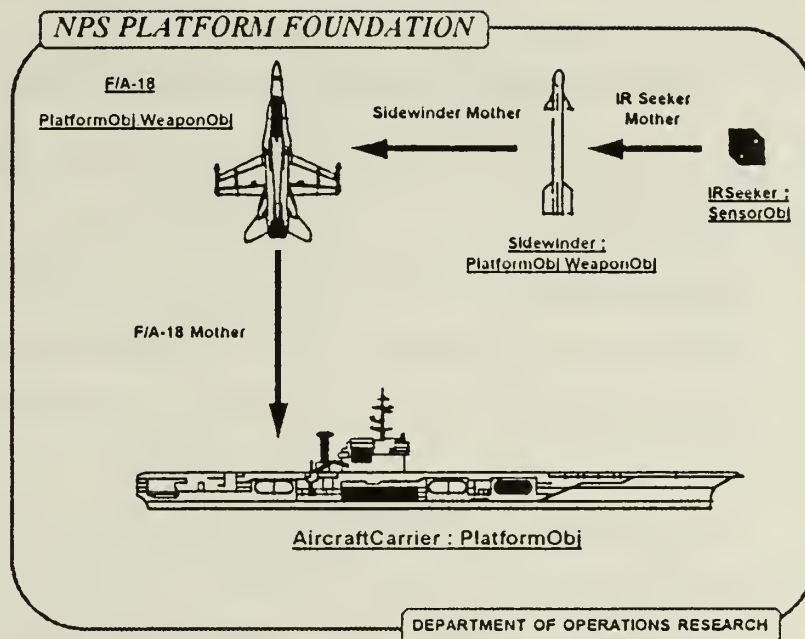 NPS PLATFORM FOUNDATION
F/A-18
PlatformObj WeaponObj
Sidewinder Mother
IR Seeker
Mother
IRSeeker :
SensorObj
Sidewinder :
PlatformObj WeaponObj
F/A-18 Mother
AircraftCarrier : PlatformObj
DEPARTMENT OF OPERATIONS RESEARCH